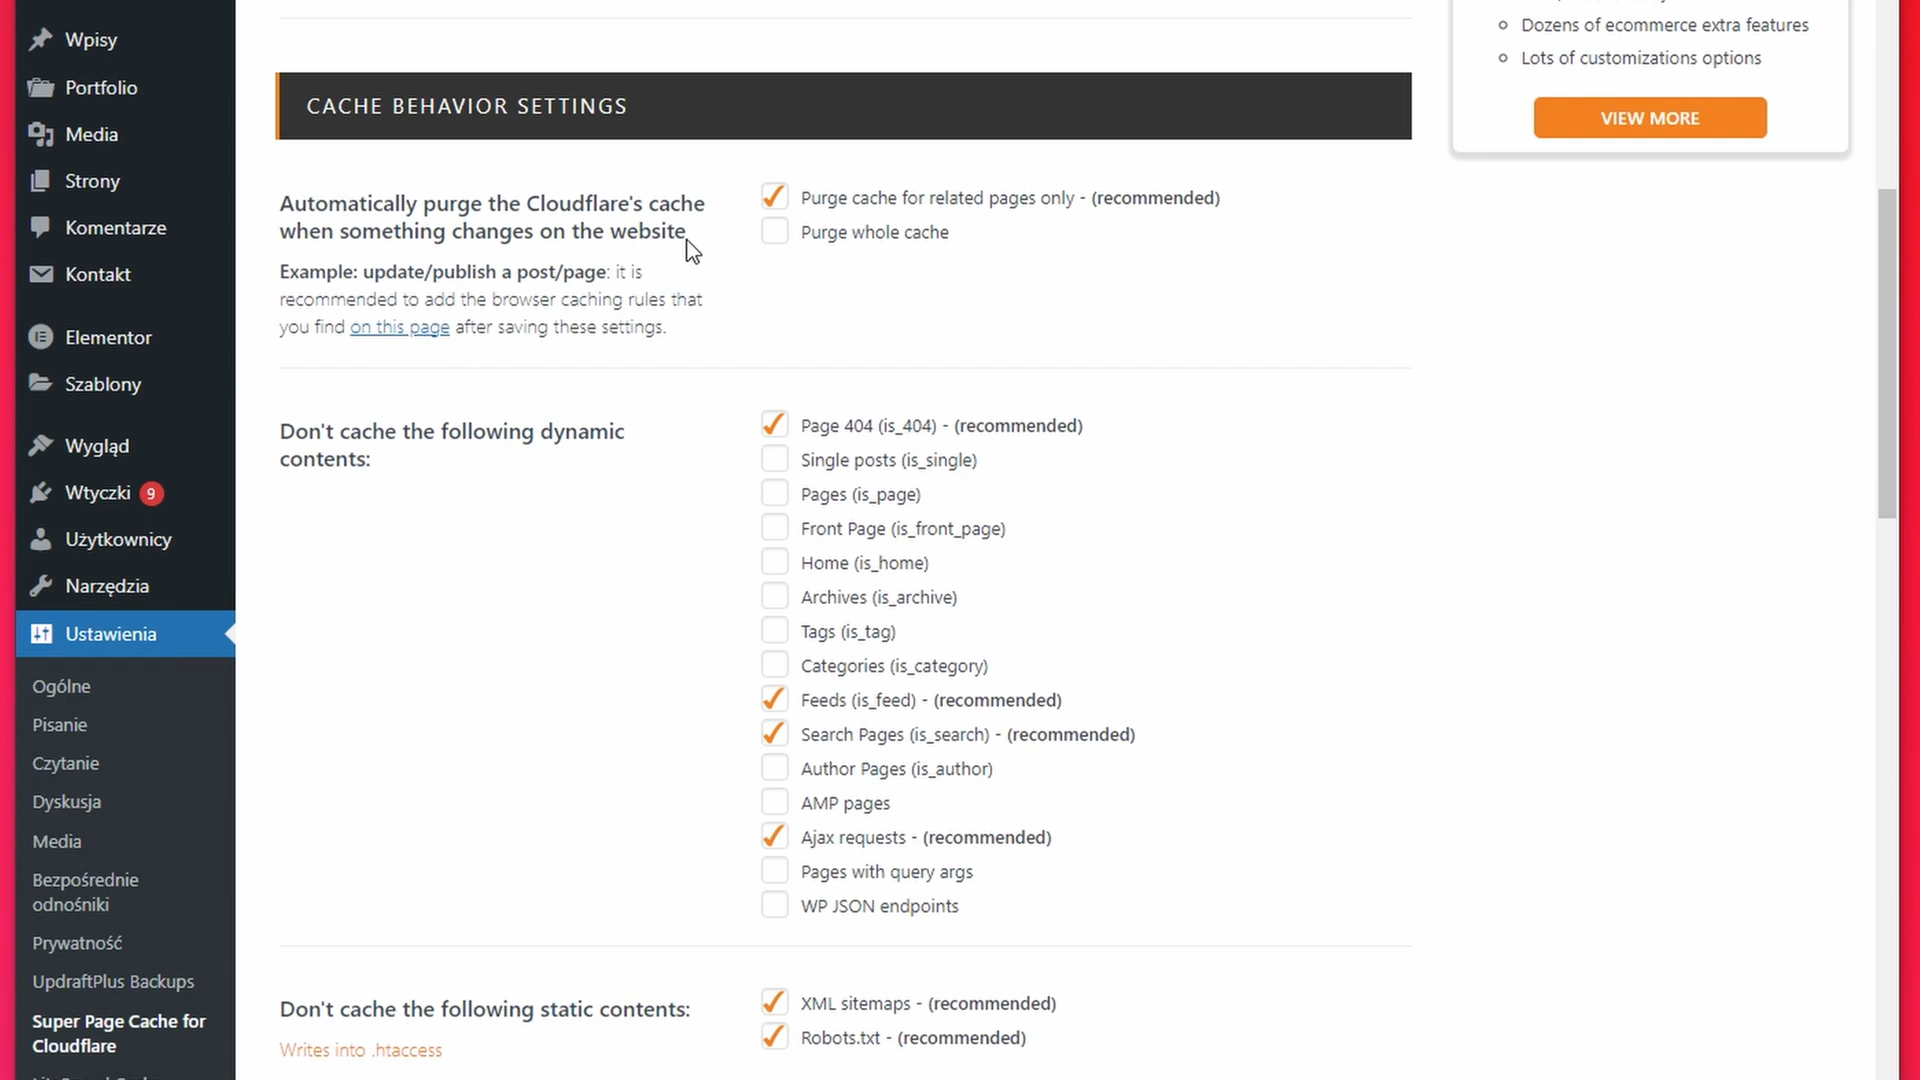 Wpisy
Portfolio
Media
Strony
Komentarze
Kontakt
Elementor
Szablony
Wygląd
Wtyczki 9
Użytkownicy
Narzędzia
Ustawienia
Ogólne
Pisanie
Czytanie
Dyskusja
Media
Bezpośrednie
odnośniki
Prywatność
UpdraftPlus Backups
Super Page Cache for
Cloudflare
CACHE BEHAVIOR SETTINGS
Automatically purge the Cloudflare's cache
when something changes on the website
Example: update/publish a post/page: it is
recommended to add the browser caching rules that
you find on this page after saving these settings.
Purge cache for related pages only - (recommended)
Purge whole cache
Don't cache the following dynamic
contents:
Page 404 (is_404) - (recommended)
Single posts (is_single)
Pages (is_page)
Front Page (is_front_page)
Home (is_home)
Archives (is_archive)
Tags (is_tag)
Categories (is_category)
Feeds (is_feed) - (recommended)
Search Pages (is_search) - (recommended)
Author Pages (is_author)
AMP pages
Ajax requests - (recommended)
Pages with query args
WP JSON endpoints
Don't cache the following static contents:
Writes into .htaccess
XML sitemaps - (recommended)
Robots.txt - (recommended)
Dozens of ecommerce extra features
Lots of customizations options
VIEW MORE